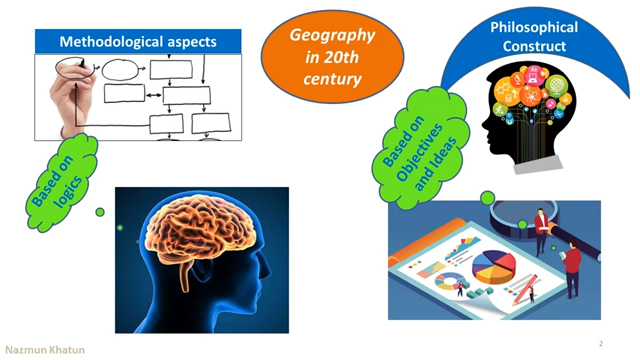 Methodological aspects
Geography
in 20th
century
Philosophical
Construct
Based on
logics
Based on
Objectives
and Ideas
Nazmun Khatun
2